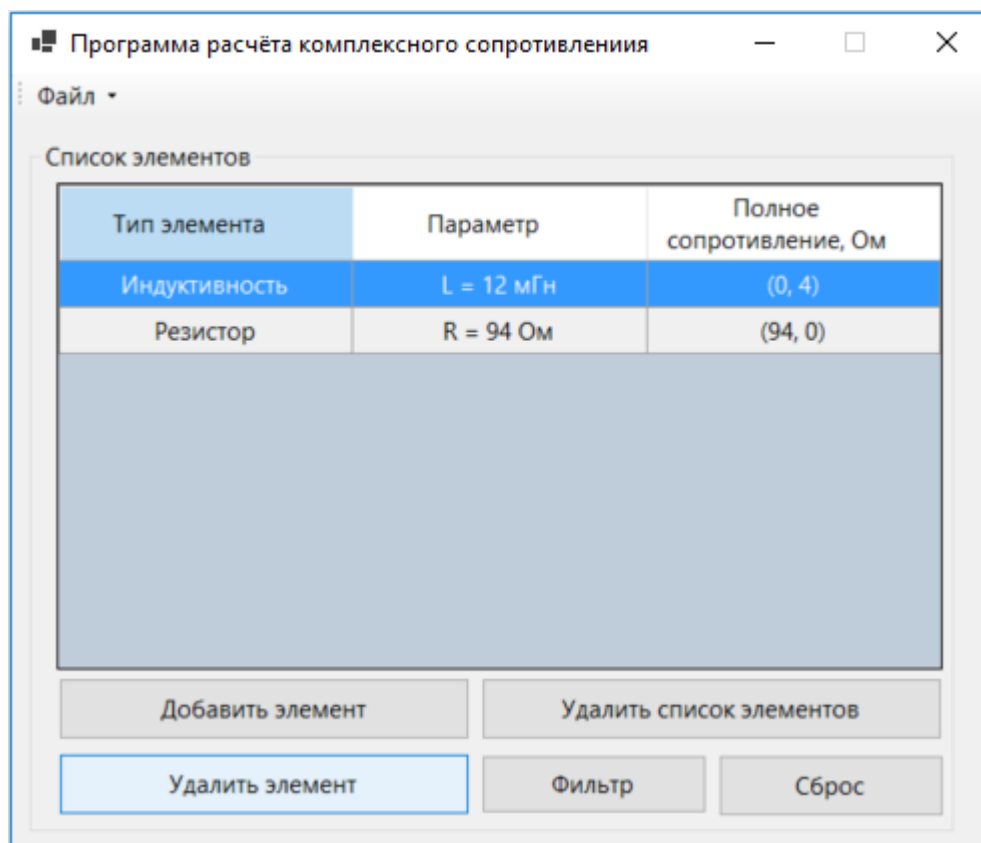 Программа расчёта комплексного сопротивлениия
Файл
Список элементов
Тип элемента
Параметр
Полное
сопротивление, Ом
Индуктивность
L = 12 мГн
(0, 4)
Резистор
R = 94 Ом
(94, 0)
Добавить элемент
Удалить список элементов
Удалить элемент
Фильтр
Сброс